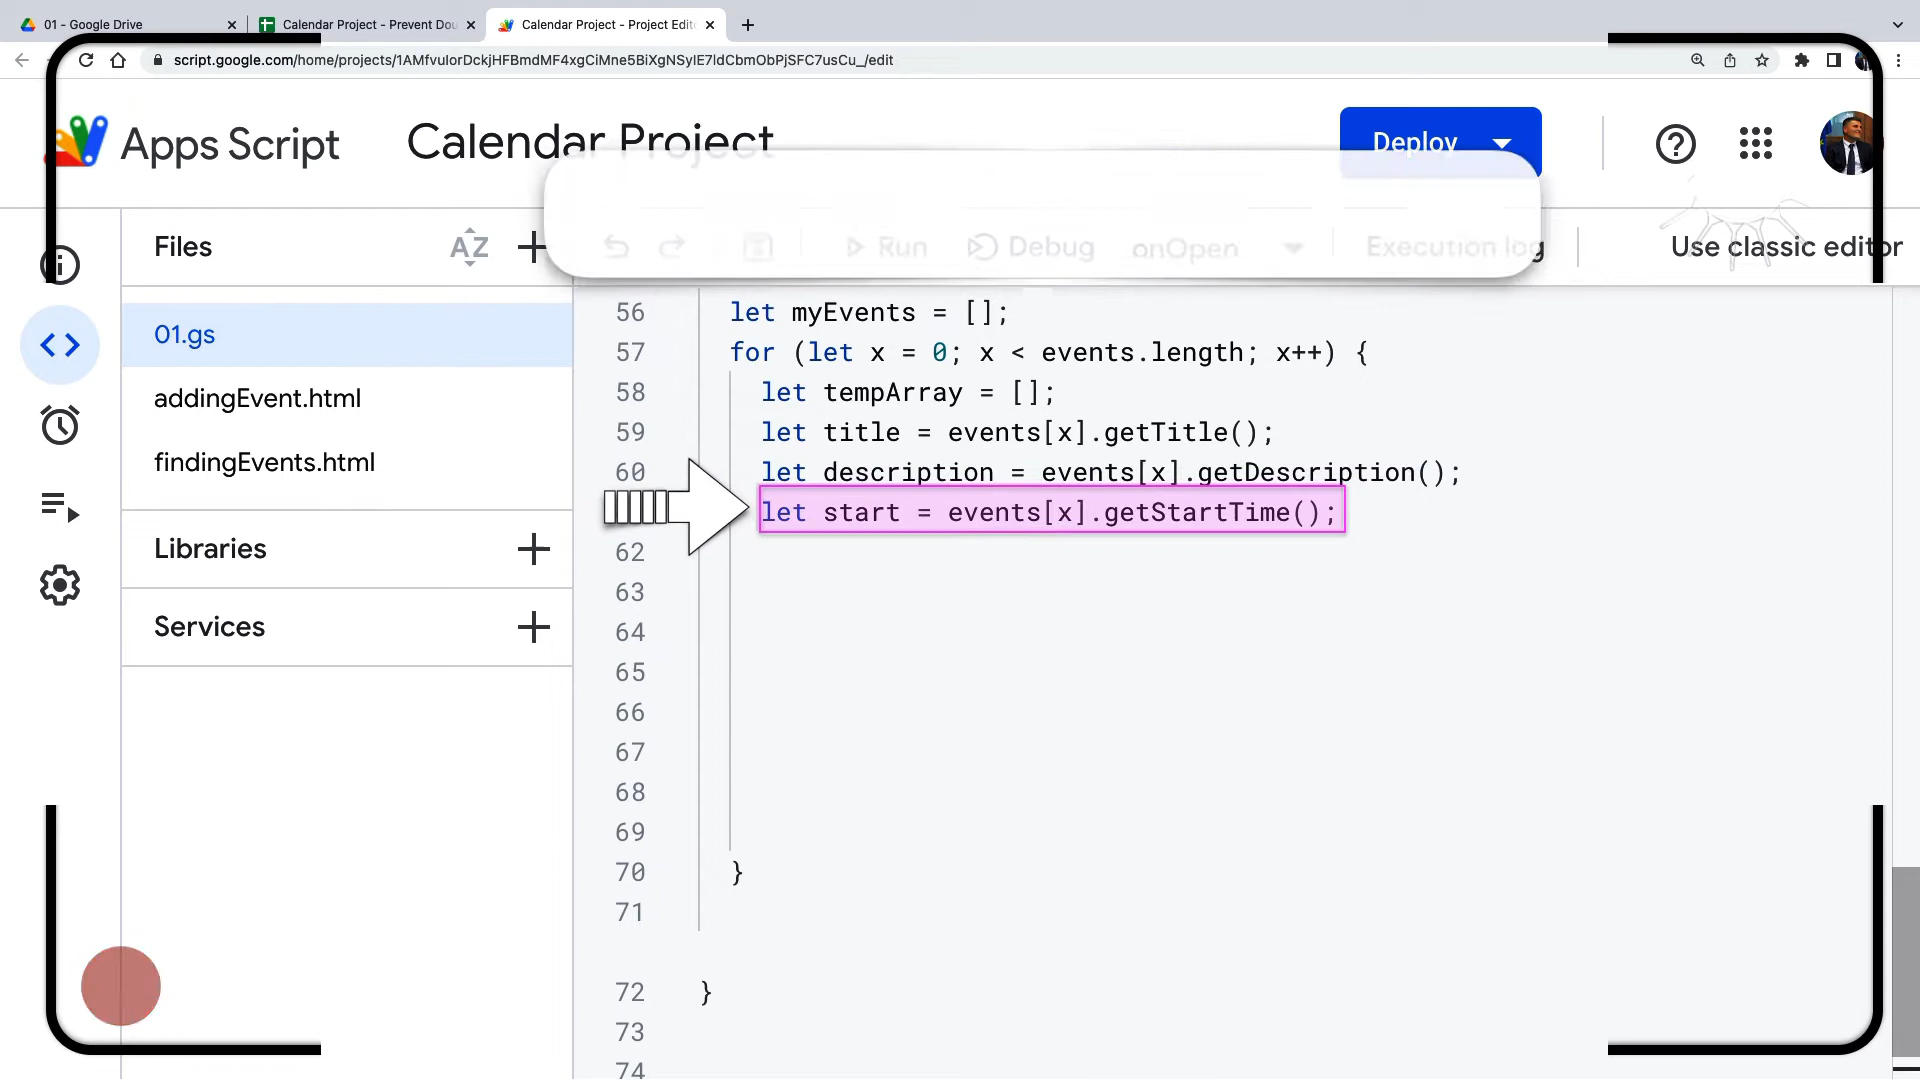 01 - Google Drive
Calendar Project - Prevent Dou
Calendar Project - Project Edit
script.google.com/home/projects/1AMfvulorDckjHFBmdMF4xgCiMne5BiXgNSylE7ldCbmObPjSFC7usCu_/edit
Apps Script
Calendar Project
Deploy
Files
AZ
Run
Debug
onOpen
Execution log
Use classic editor
01.gs
addingEvent.html
findingEvents.html
Libraries
Services
56 let myEvents = [];
57 for (let x = 0; x < events.length; x++) {
58 let tempArray = [];
59 let title = events[x].getTitle();
60 let description = events[x].getDescription();
let start = events[x].getStartTime();
62
63
64
65
66
67
68
69
70 }
71
72 }
73
74